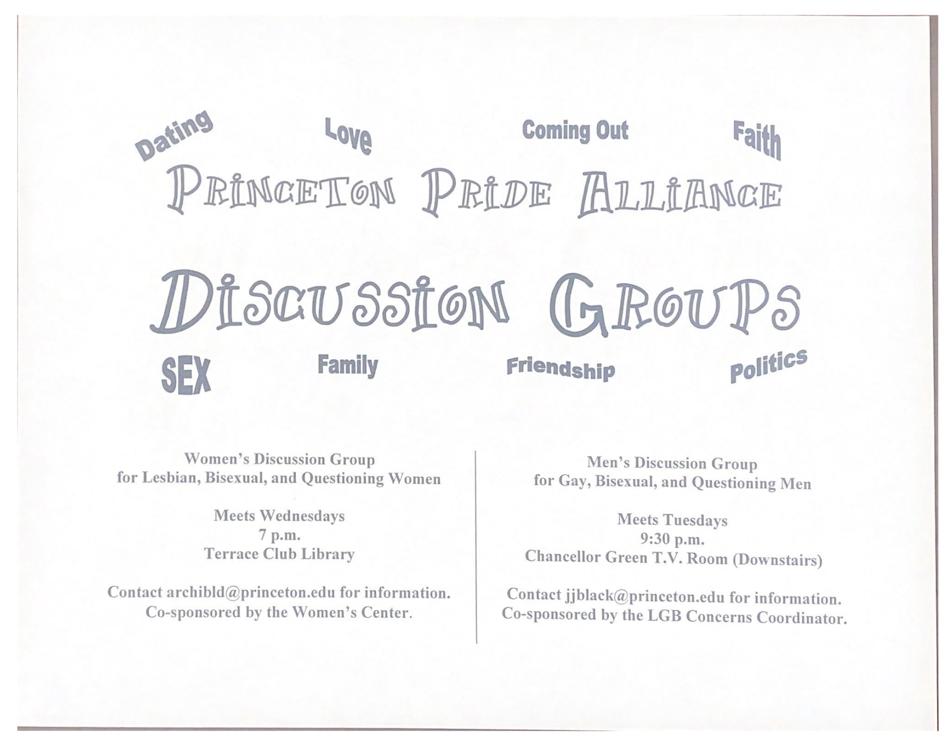 Dating Love Coming Out Faith
PRINCETON PRIDE ALLIANCE
DISCUSSION GROUPS
SEX Family Friendship Politics
Women's Discussion Group
for Lesbian, Bisexual, and Questioning Women
Meets Wednesdays
7 p.m.
Terrace Club Library
Contact archibld@princeton.edu for information.
Co-sponsored by the Women's Center.
Men's Discussion Group
for Gay, Bisexual, and Questioning Men
Meets Tuesdays
9:30 p.m.
Chancellor Green T.V. Room (Downstairs)
Contact jjblack@princeton.edu for information.
Co-sponsored by the LGB Concerns Coordinator.